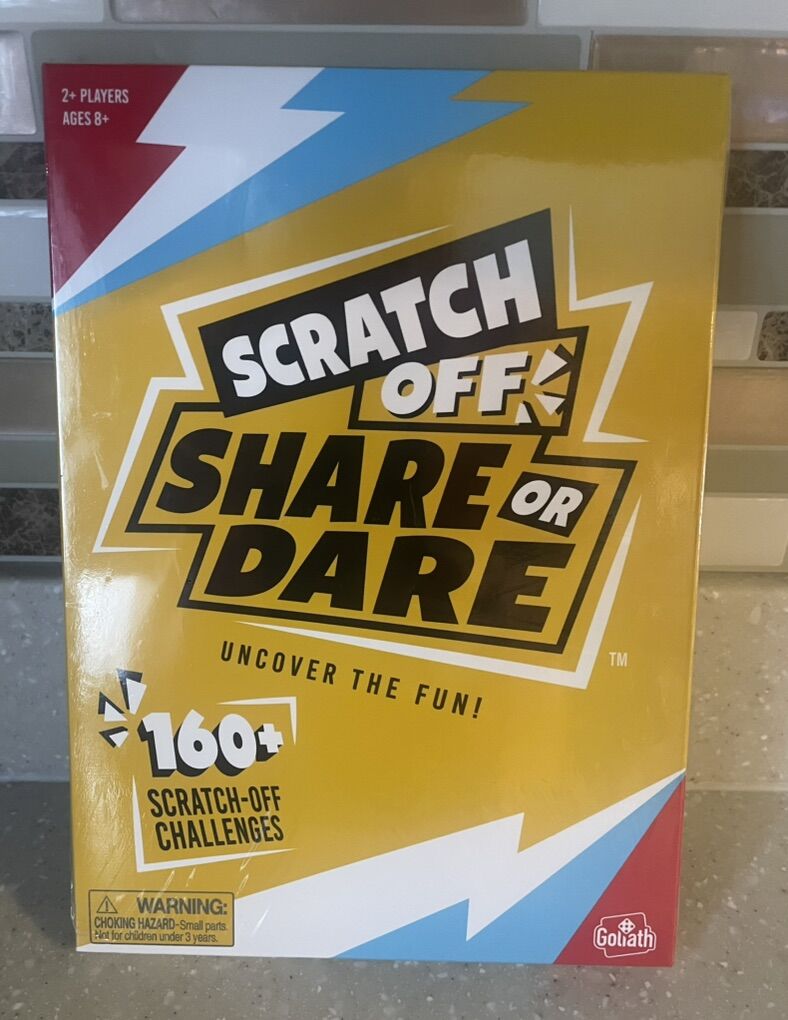 2+ PLAYERS
AGES 8+
SCRATCH
OFF
SHARE OR
DARE
TM
UNCOVER THE FUN!
160+
SCRATCH-OFF
CHALLENGES
WARNING:
CHOKING HAZARD-Small parts.
Not for children under 3 years.
Goliath